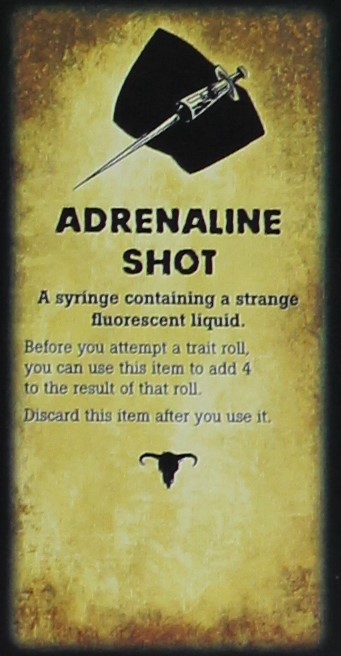 ADRENALINE
SHOT
A syringe containing a strange
fluorescent liquid.
Before you attempt a trait roll,
you can use this item to add 4
to the result of that roll.
Discard this item after you use it.